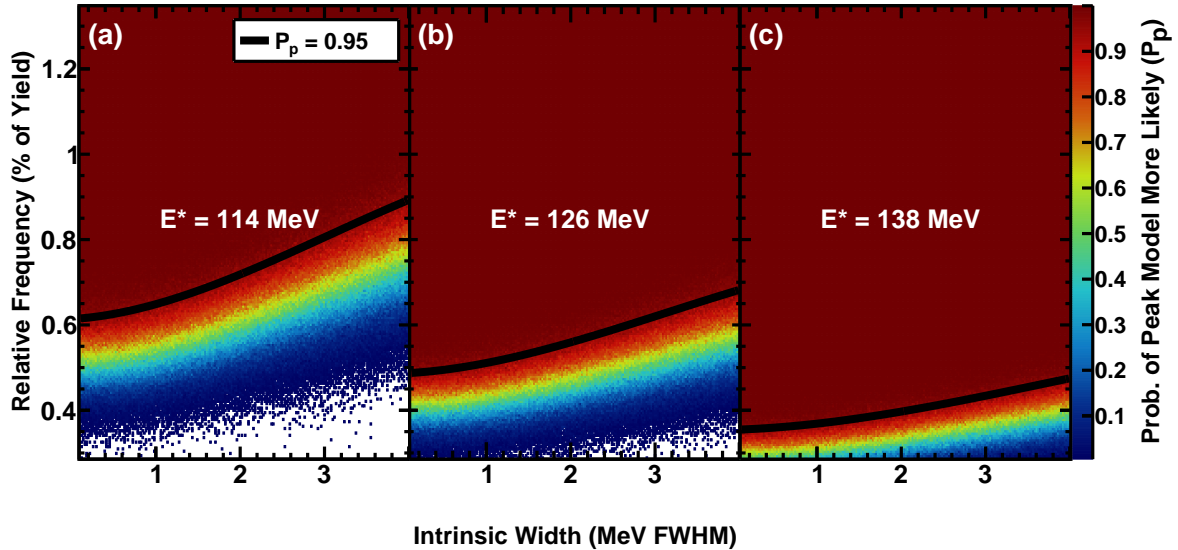 (a)
P_p = 0.95
(b)
(c)
E* = 114 MeV
E* = 126 MeV
E* = 138 MeV
Relative Frequency (% of Yield)
1.2
1
0.8
0.6
0.4
1 2 3
1 2 3
1 2 3
Intrinsic Width (MeV FWHM)
0.9
0.8
0.7
0.6
0.5
0.4
0.3
0.2
0.1
Prob. of Peak Model More Likely (P_p)